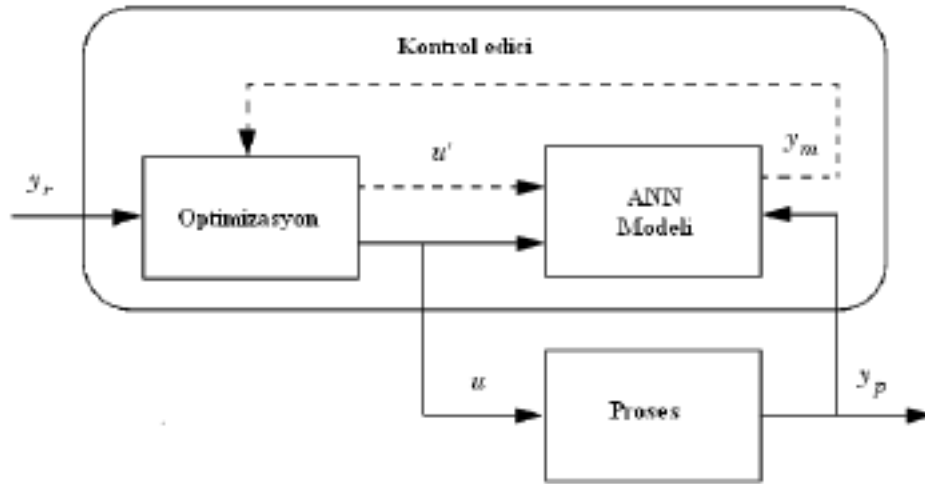 Kontrol edici
u'
y_m
y_r
Optimizasyon
ANN
Modeli
u
y_p
Proses